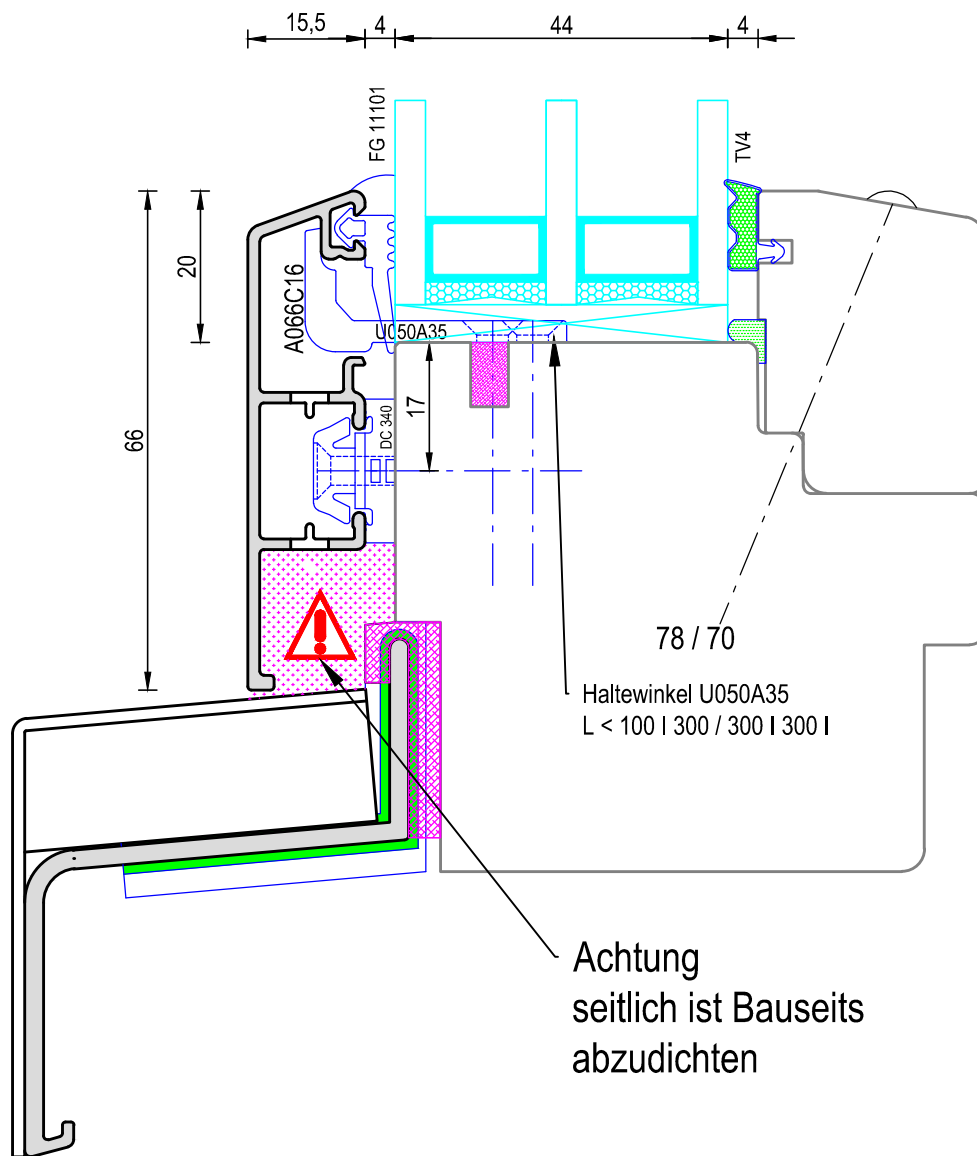 15,5
4
44
4
FG 11101
TV4
20
A066C16
U050A35
66
17
DC 340
78 / 70
Haltewinkel U050A35
L < 100 I 300 / 300 I 300 I
Achtung
seitlich ist Bauseits
abzudichten